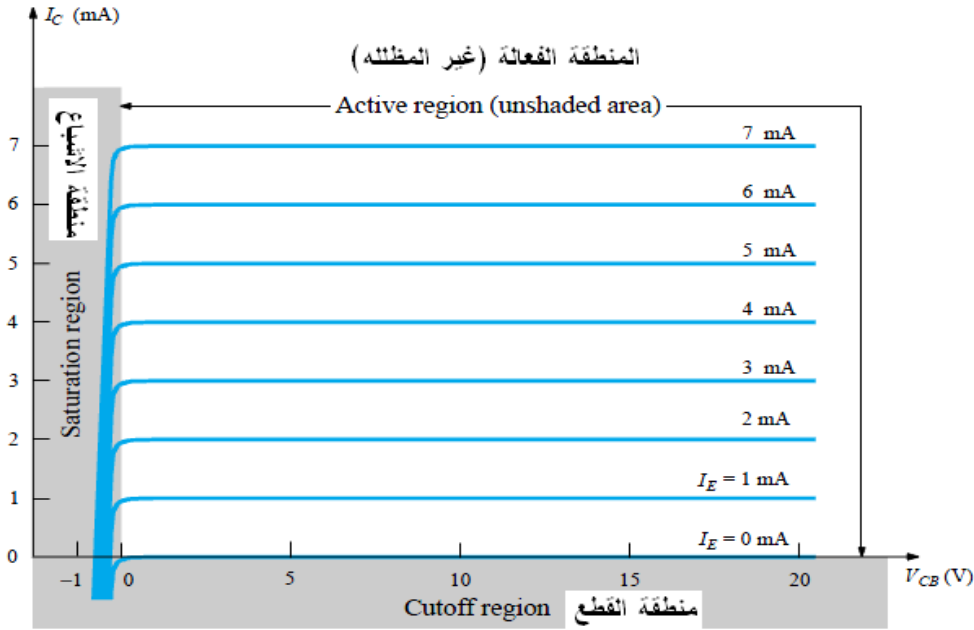 I_C (mA)
المنطقة الفعالة (غير المظللة)
Active region (unshaded area)
منطقة الاشباع
Saturation region
7
6
5
4
3
2
1
0
7 mA
6 mA
5 mA
4 mA
3 mA
2 mA
I_E = 1 mA
I_E = 0 mA
−1 0 5 10 15 20
V_CB (V)
Cutoff region منطقة القطع